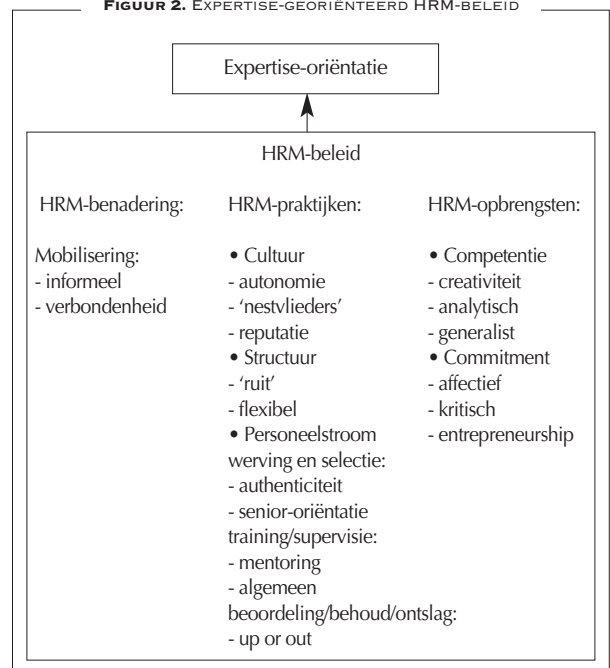 FIGUUR 2. EXPERTISE-GEORIËNTEERD HRM-BELEID
Expertise-oriëntatie
HRM-beleid
HRM-benadering:
Mobilisering:
- informeel
- verbondenheid
HRM-praktijken:
• Cultuur
- autonomie
- ‘nestvlieders’
- reputatie
• Structuur
- ‘ruit’
- flexibel
• Personeelstroom
werving en selectie:
- authenticiteit
- senior-oriëntatie
training/supervisie:
- mentoring
- algemeen
beoordeling/behoud/ontslag:
- up or out
HRM-opbrengsten:
• Competentie
- creativiteit
- analytisch
- generalist
• Commitment
- affectief
- kritisch
- entrepreneurship